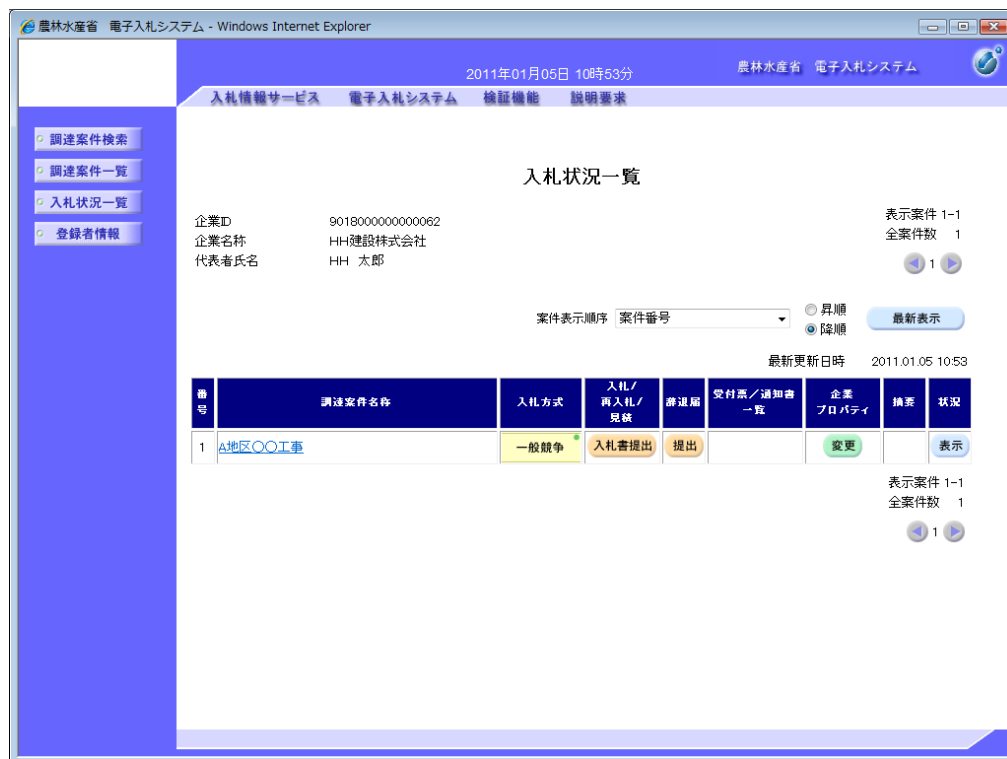 農林水産省　電子入札システム - Windows Internet Explorer
2011年01月05日 10時53分
農林水産省　電子入札システム
入札情報サービス　電子入札システム　検証機能　説明要求
調達案件検索
調達案件一覧
入札状況一覧
登録者情報
入札状況一覧
企業ID 9018000000000062
企業名称 HH建設株式会社
代表者氏名 HH 太郎
表示案件 1-1
全案件数 1
1
案件表示順序 案件番号
昇順
降順
最新表示
最新更新日時 2011.01.05 10:53
番号 調達案件名称 入札方式 入札/再入札/見積 辞退届 受付票/通知書一覧 企業プロパティ 摘要 状況
1 A地区〇〇工事 一般競争 入札書提出 提出 変更 表示
表示案件 1-1
全案件数 1
1